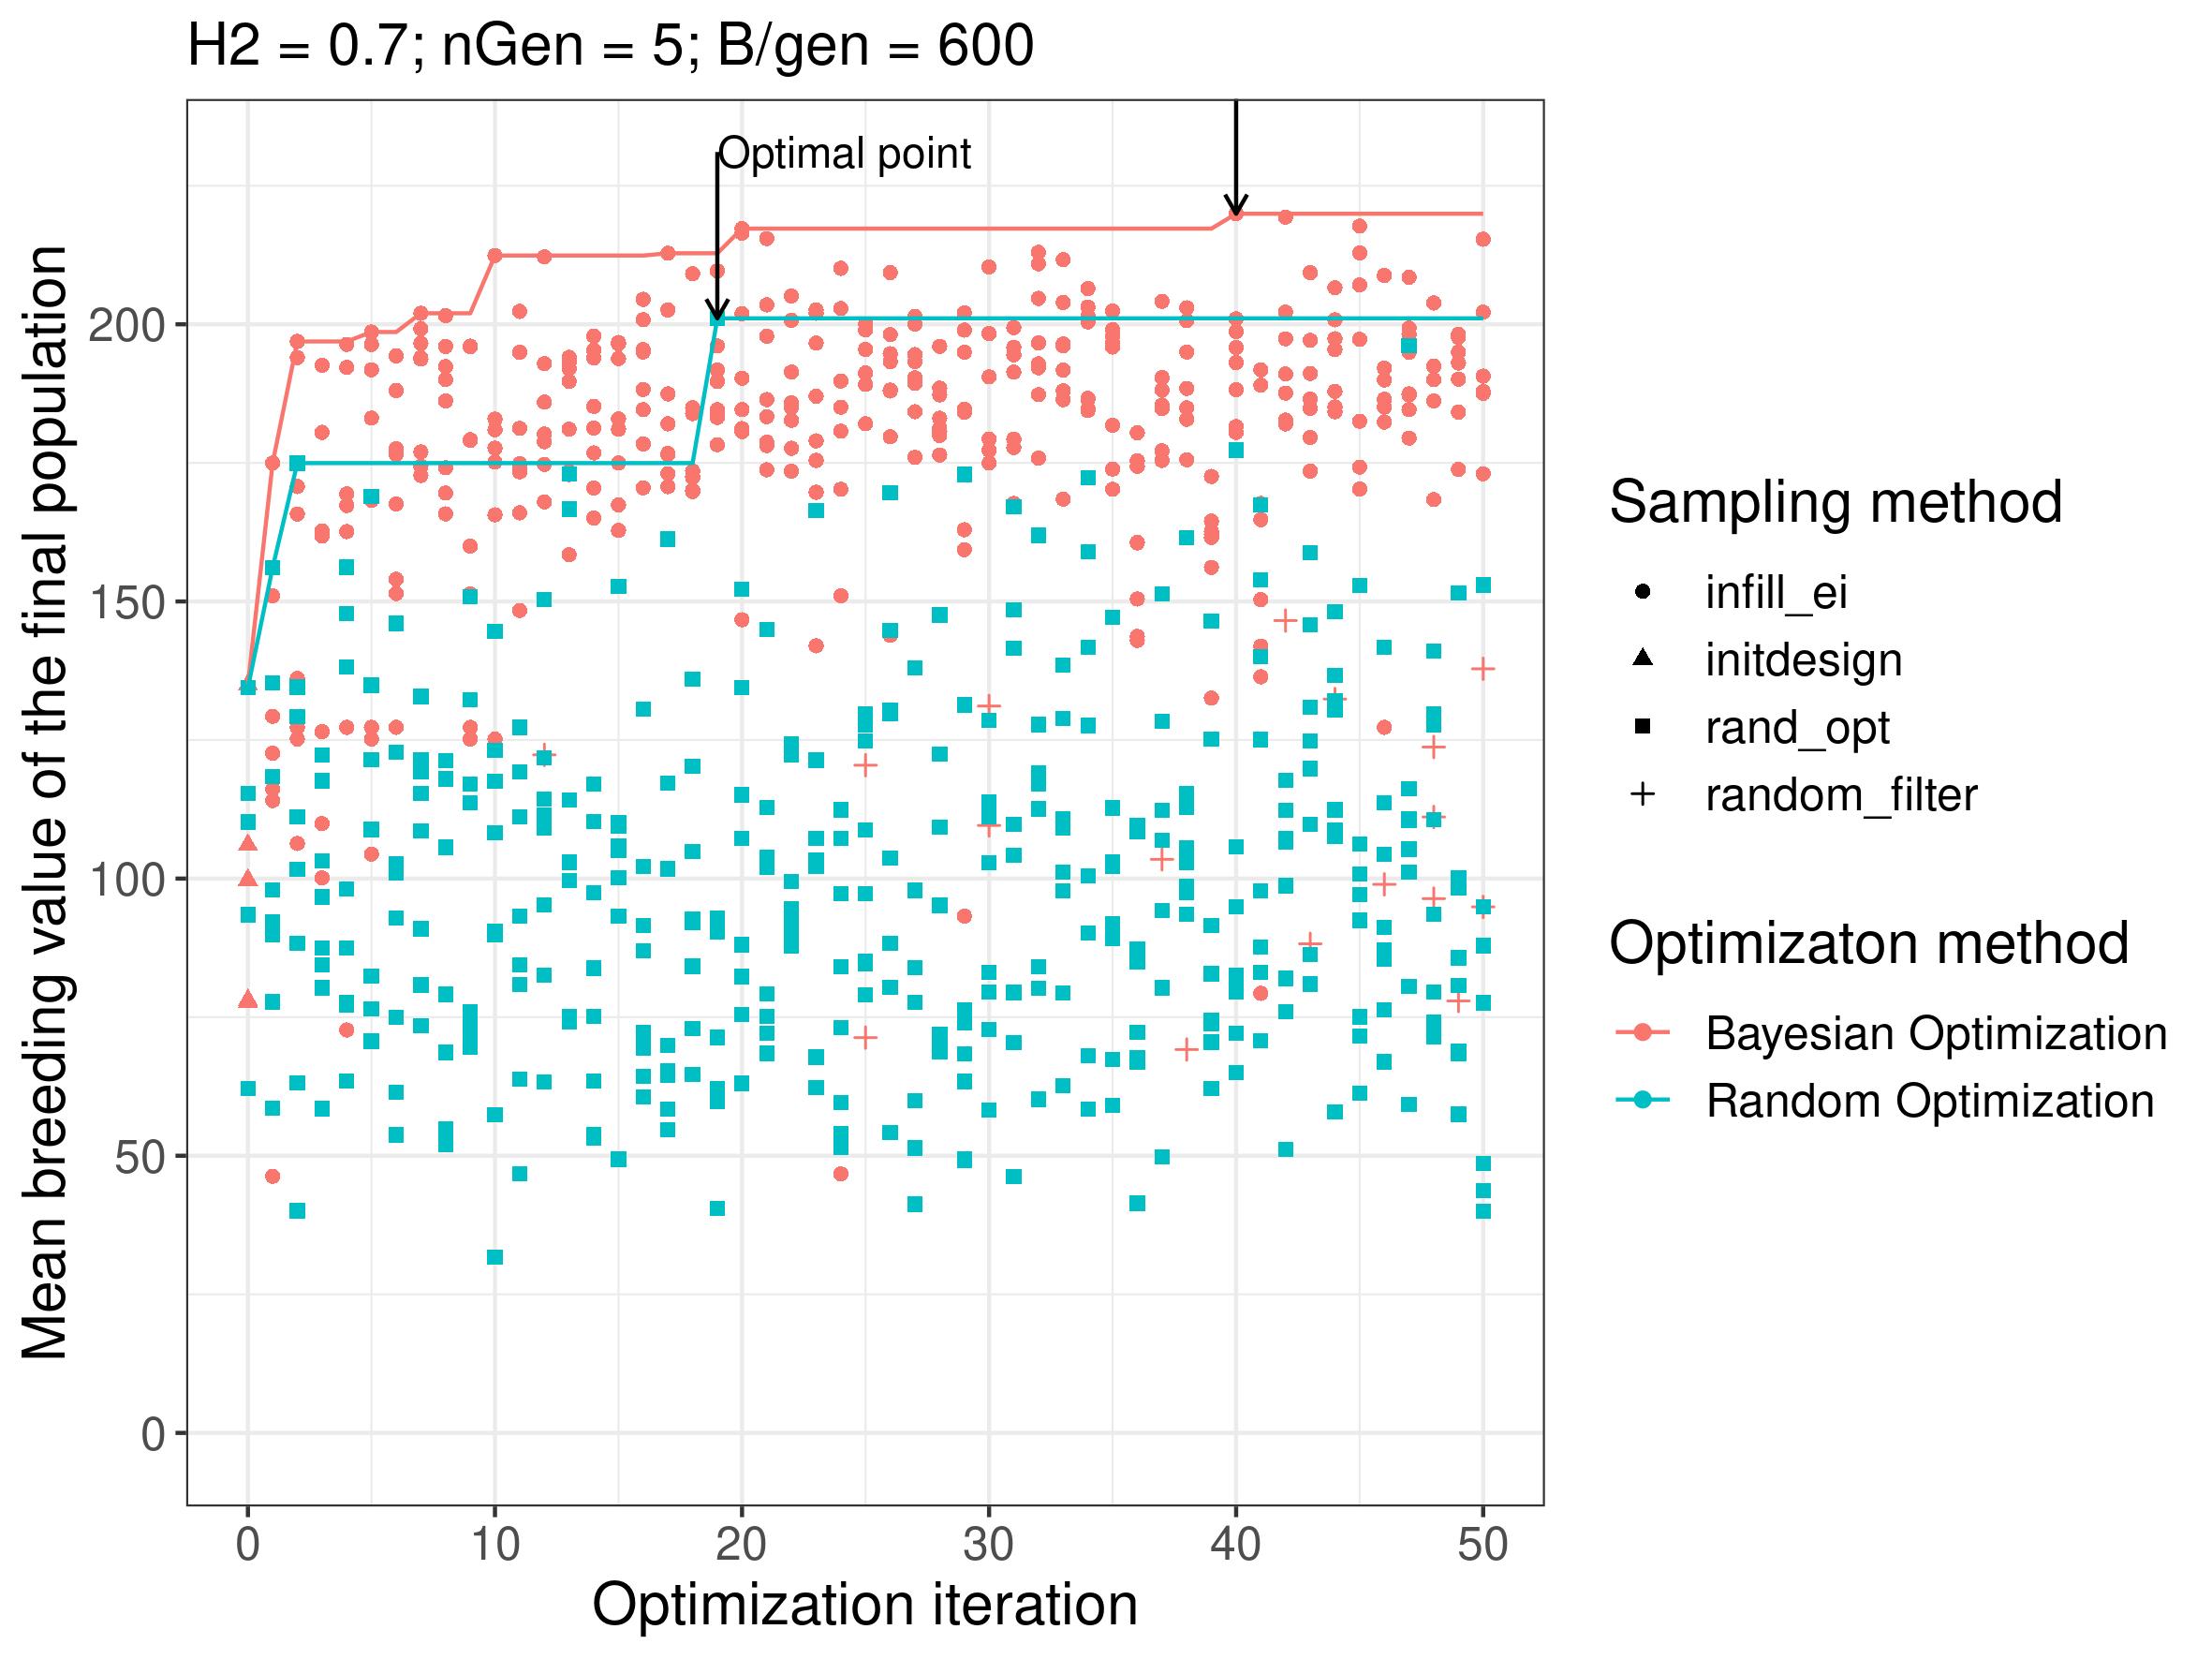 H2 = 0.7; nGen = 5; B/gen = 600
Optimal point
Mean breeding value of the final population
200
150
100
50
0
0 10 20 30 40 50
Optimization iteration
Sampling method
infill_ei
initdesign
rand_opt
random_filter
Optimizaton method
Bayesian Optimization
Random Optimization